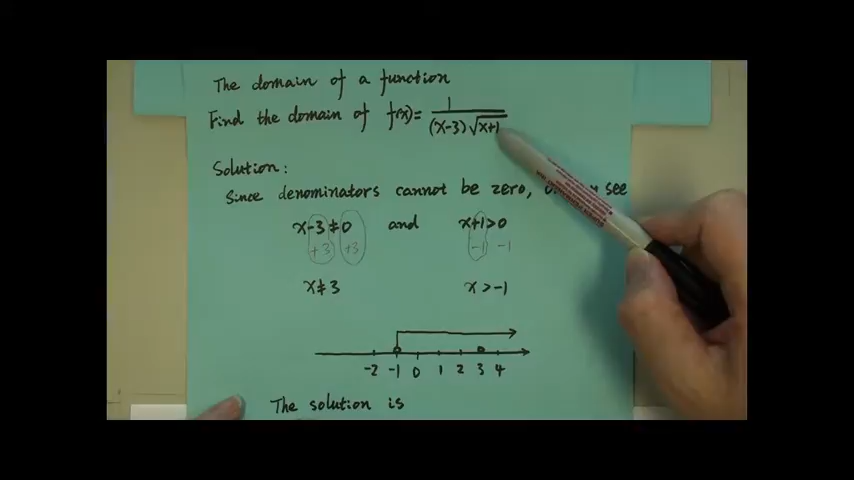 The domain of a function
Find the domain of f(x)= 1/((x-3)√(x+1))
Solution:
Since denominators cannot be zero, see
x-3≠0 and x+1>0
+3 +3 -1 -1
x≠3 x>-1
-2 -1 0 1 2 3 4
The solution is